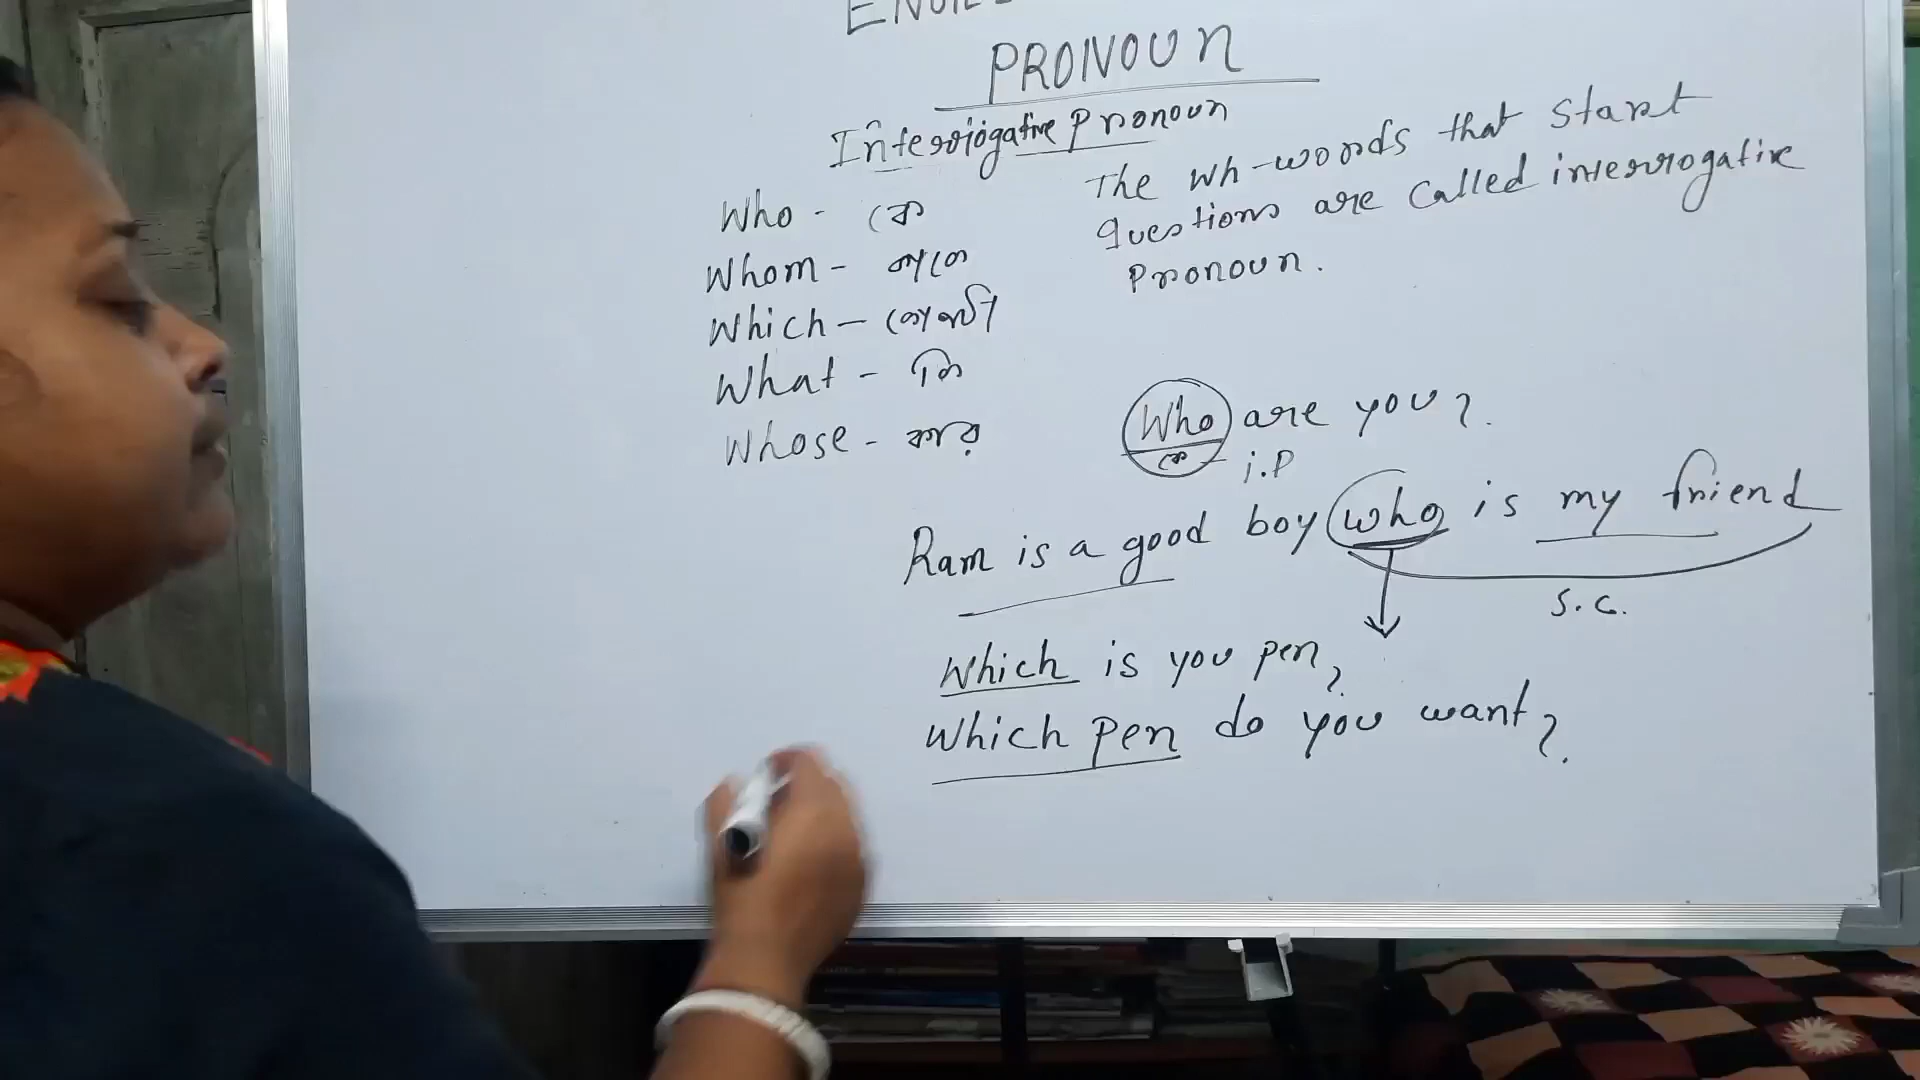 PRONOUN
Interrogative Pronoun
The wh-words that start
questions are called interrogative
pronoun.
Who - কে
Whom - কাকে
Which - কোনটি
What - কি
Whose - কার
Who are you?
কে - i.P
Ram is a good boy who is my friend
S.C.
Which is you pen?
Which pen do you want?